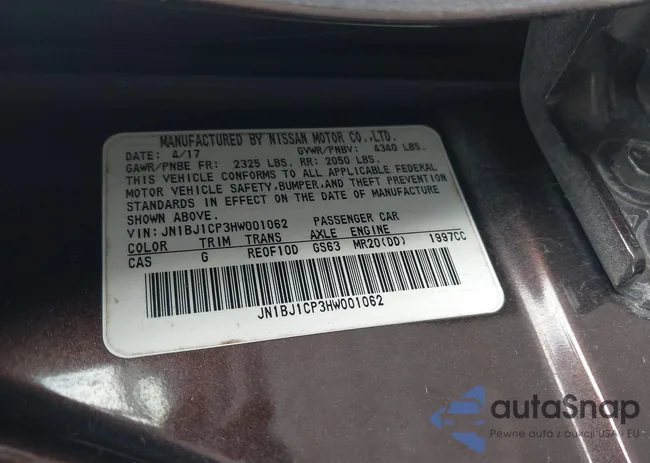 MANUFACTURED BY NISSAN MOTOR CO.,LTD.
DATE: 4/17 GVWR/PNBV: 4340 LBS.
GAWR/PNBE FR: 2325 LBS. RR: 2050 LBS.
THIS VEHICLE CONFORMS TO ALL APPLICABLE FEDERAL
MOTOR VEHICLE SAFETY,BUMPER,AND THEFT PREVENTION
STANDARDS IN EFFECT ON THE DATE OF MANUFACTURE
SHOWN ABOVE.
VIN: JN1BJ1CP3HW001062 PASSENGER CAR
COLOR TRIM TRANS AXLE ENGINE
CAS G RE0F10D GS63 MR20(DD) 1997CC
JN1BJ1CP3HW001062
autaSnap
Pewne auta z aukcji USA - EU